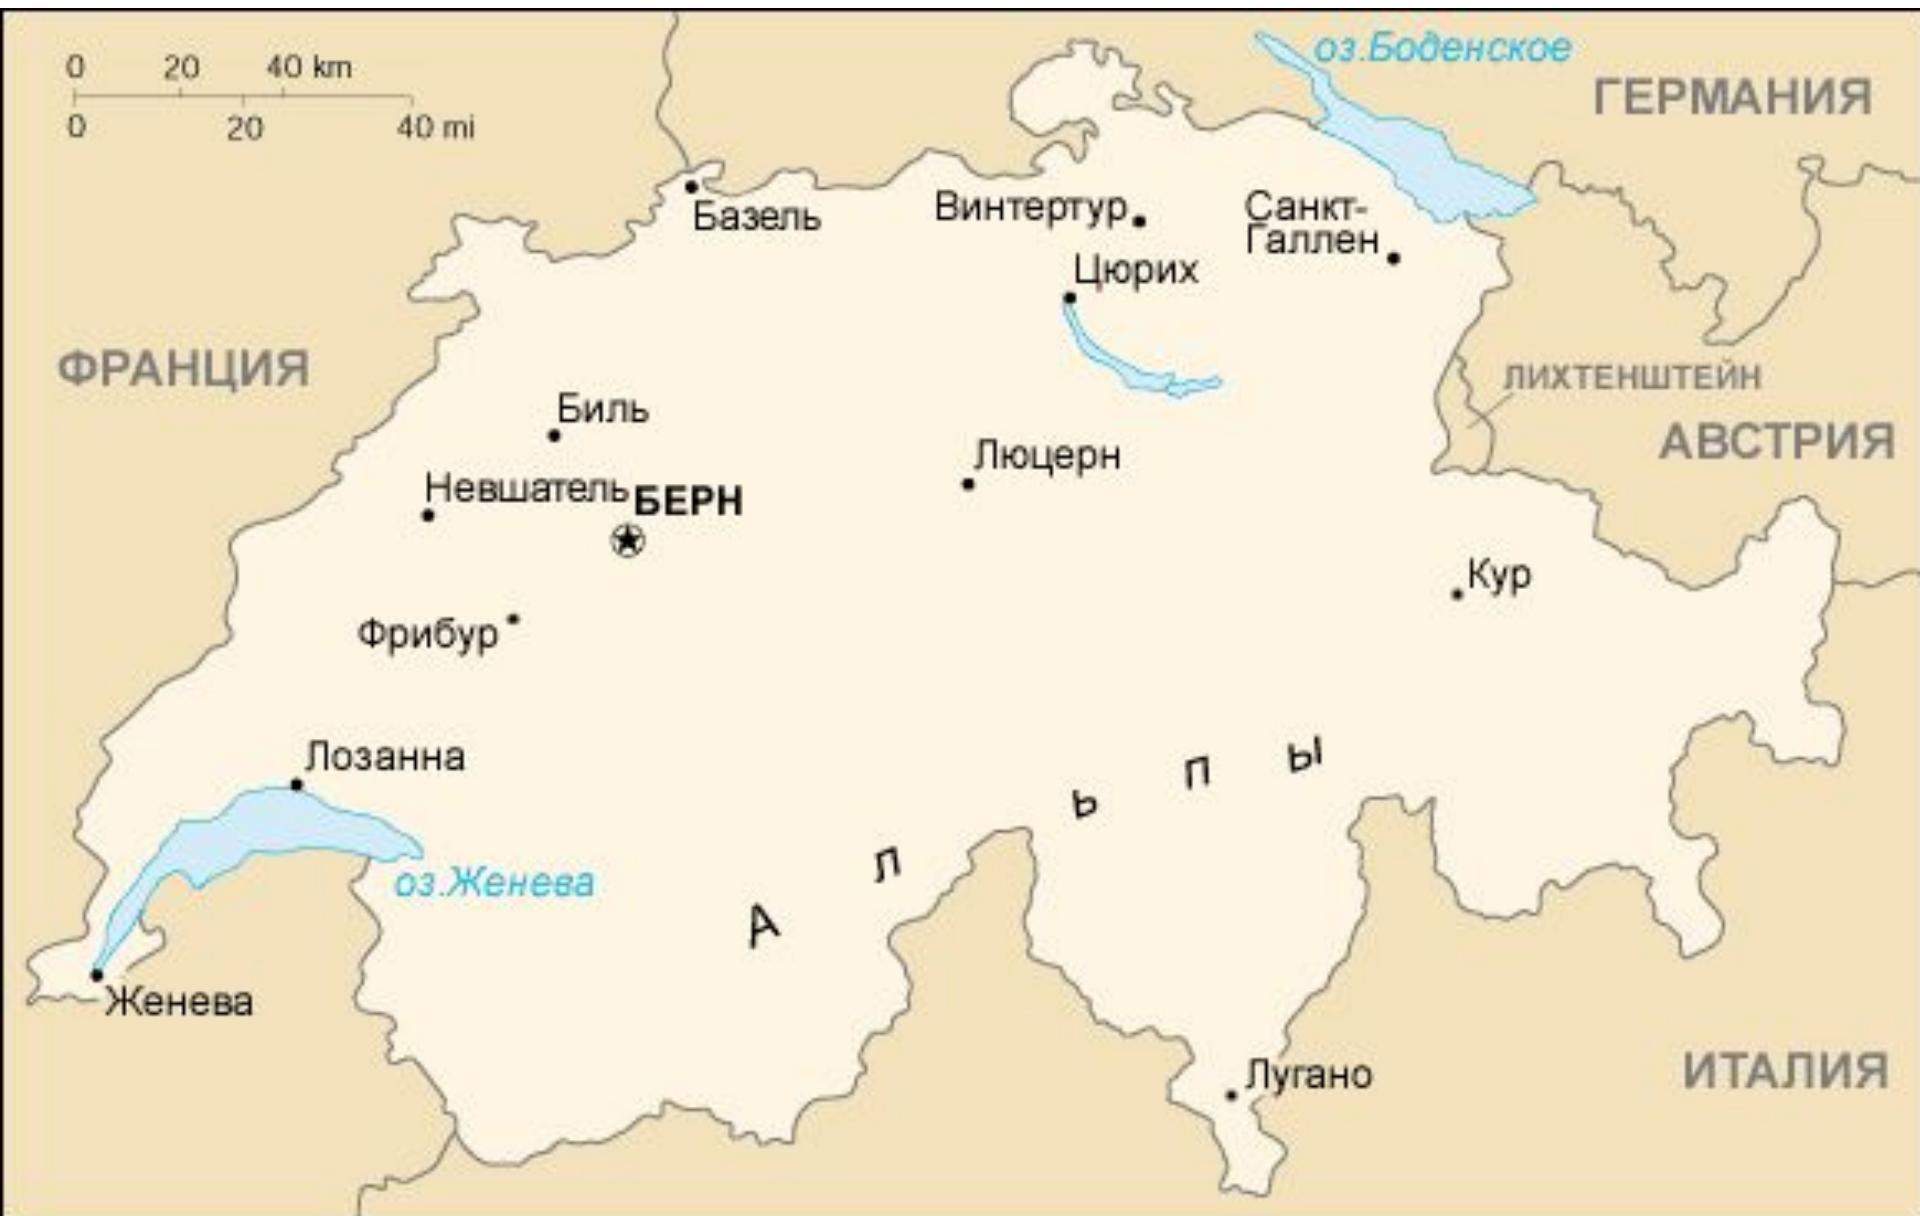 0 20 40 km
0 20 40 mi
оз.Боденское
ГЕРМАНИЯ
Базель
Винтертур
Санкт-
Галлен
Цюрих
ФРАНЦИЯ
ЛИХТЕНШТЕЙН
Биль
АВСТРИЯ
Люцерн
Невшатель
БЕРН
Кур
Фрибур
Лозанна
А л ь п ы
оз.Женева
Женева
Лугано
ИТАЛИЯ